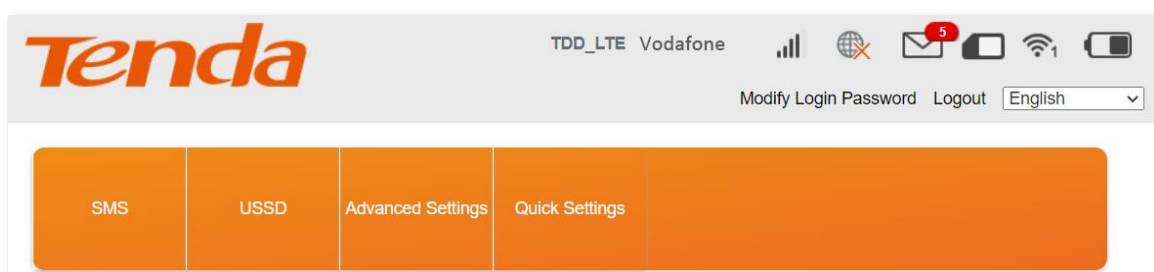 Tenda
TDD_LTE Vodafone
5
1
Modify Login Password Logout English
SMS USSD Advanced Settings Quick Settings